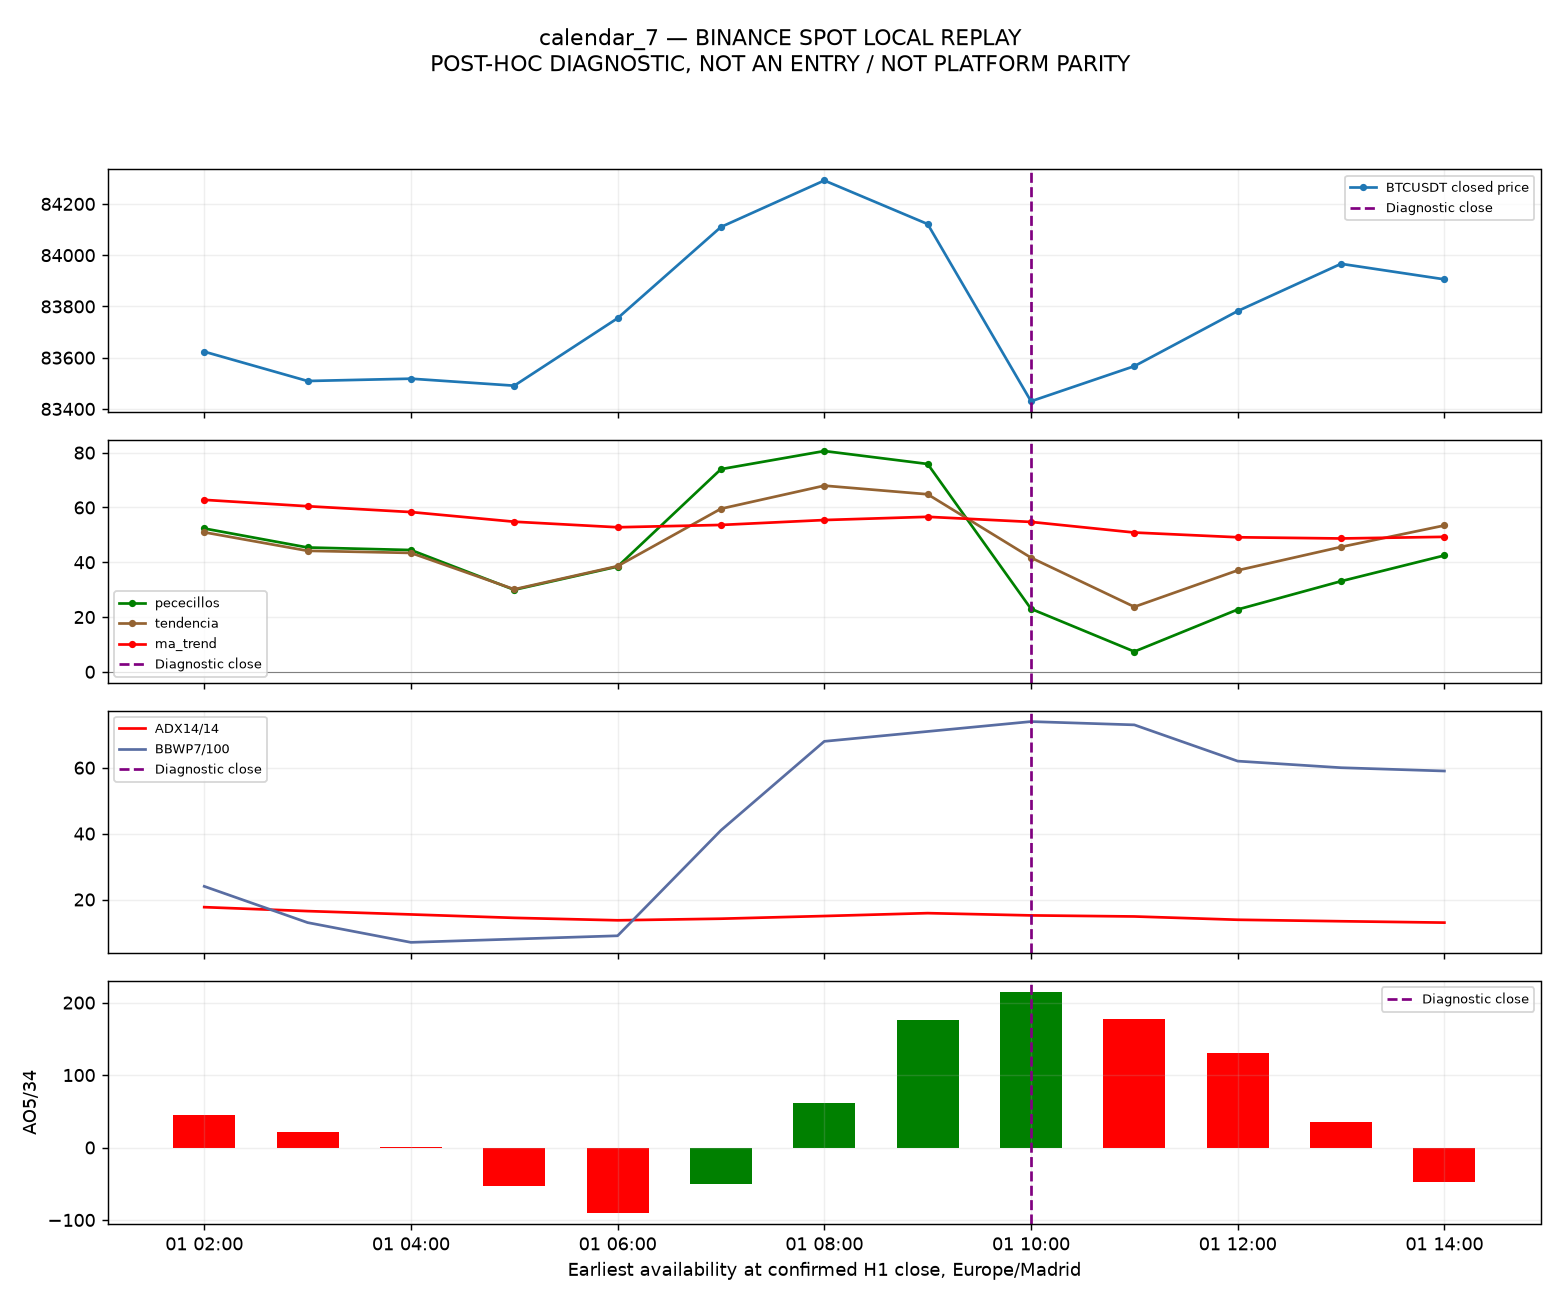 calendar_7 — BINANCE SPOT LOCAL REPLAY
POST-HOC DIAGNOSTIC, NOT AN ENTRY / NOT PLATFORM PARITY
84200
84000
83800
83600
83400
BTCUSDT closed price
Diagnostic close
80
60
40
20
0
pececillos
tendencia
ma_trend
Diagnostic close
60
40
20
ADX14/14
BBWP7/100
Diagnostic close
AO5/34
200
100
0
−100
Diagnostic close
01 02:00
01 04:00
01 06:00
01 08:00
01 10:00
01 12:00
01 14:00
Earliest availability at confirmed H1 close, Europe/Madrid